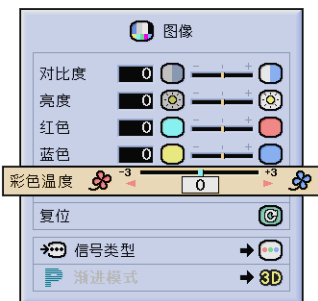 图像
对比度 0 - +
亮度 0 - +
红色 0 - +
蓝色 0 - +
彩色温度 -3 0 +3
复位
信号类型
P 渐进模式 3D